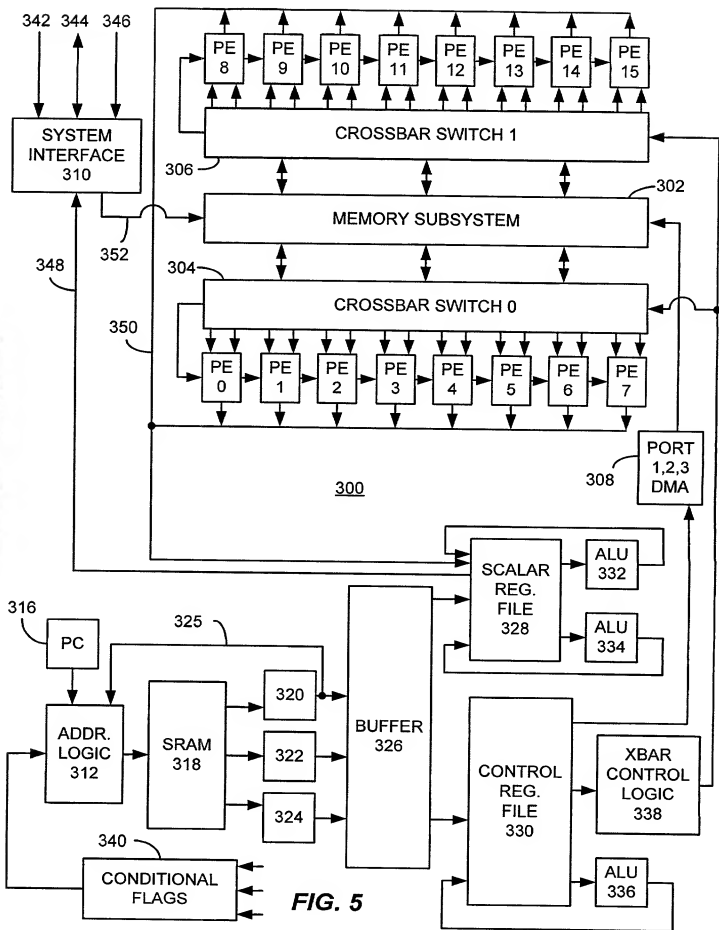 342 344 346
SYSTEM
INTERFACE
310
PE
8
PE
9
PE
10
PE
11
PE
12
PE
13
PE
14
PE
15
CROSSBAR SWITCH 1
306
302
MEMORY SUBSYSTEM
352
348
304
CROSSBAR SWITCH 0
350
PE
0
PE
1
PE
2
PE
3
PE
4
PE
5
PE
6
PE
7
300
308
PORT
1,2,3
DMA
SCALAR
REG.
FILE
328
ALU
332
ALU
334
316
PC
325
ADDR.
LOGIC
312
SRAM
318
320
322
324
BUFFER
326
CONTROL
REG.
FILE
330
XBAR
CONTROL
LOGIC
338
ALU
336
340
CONDITIONAL
FLAGS
FIG. 5